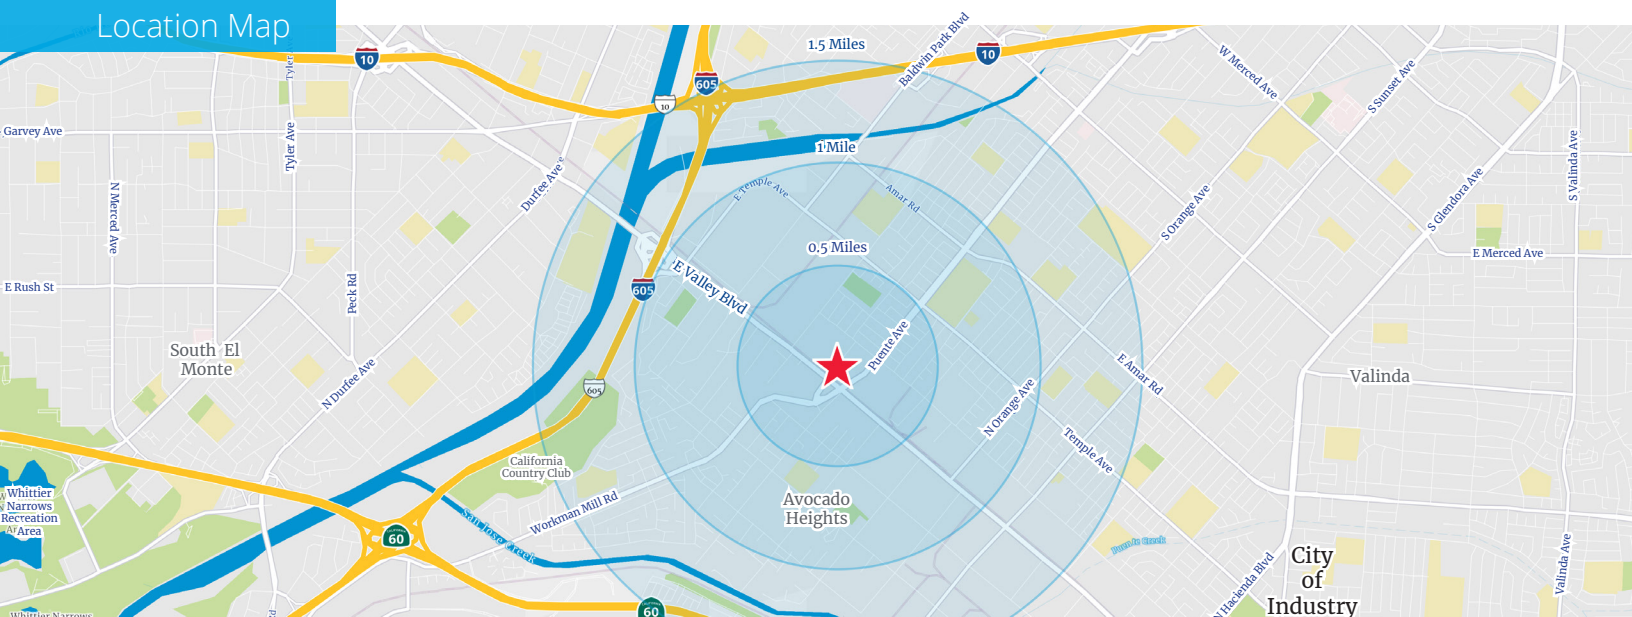 Location Map
1.5 Miles
Baldwin Park Blvd
10
10
605
10
W Merced Ave
S Sunset Ave
Garvey Ave
Tyler Ave
1 Mile
Durfee Ave
E Temple Ave
Amar Rd
S Valinda Ave
N Merced Ave
S Orange Ave
S Glendora Ave
0.5 Miles
E Merced Ave
E Rush St
Peck Rd
E Valley Blvd
605
South El
Monte
Puente Ave
N Durfee Ave
605
E Amar Rd
Valinda
N Orange Ave
Temple Ave
California
Country Club
Whittier
Narrows
Recreation
Area
Workman Mill Rd
Avocado
Heights
San Jose Creek
60
Puente Creek
City
of
Industry
N Hacienda Blvd
Valinda Ave
60
Whittier Narrows